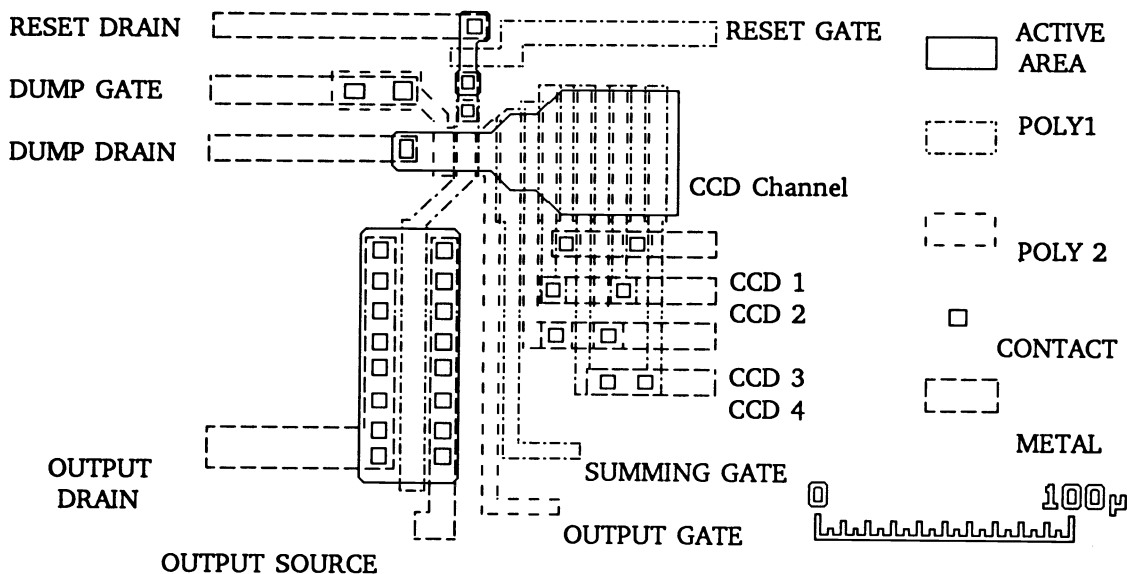 RESET DRAIN
RESET GATE
DUMP GATE
DUMP DRAIN
CCD Channel
CCD 1
CCD 2
CCD 3
CCD 4
SUMMING GATE
OUTPUT
DRAIN
OUTPUT GATE
OUTPUT SOURCE
ACTIVE
AREA
POLY1
POLY 2
CONTACT
METAL
0
100μ